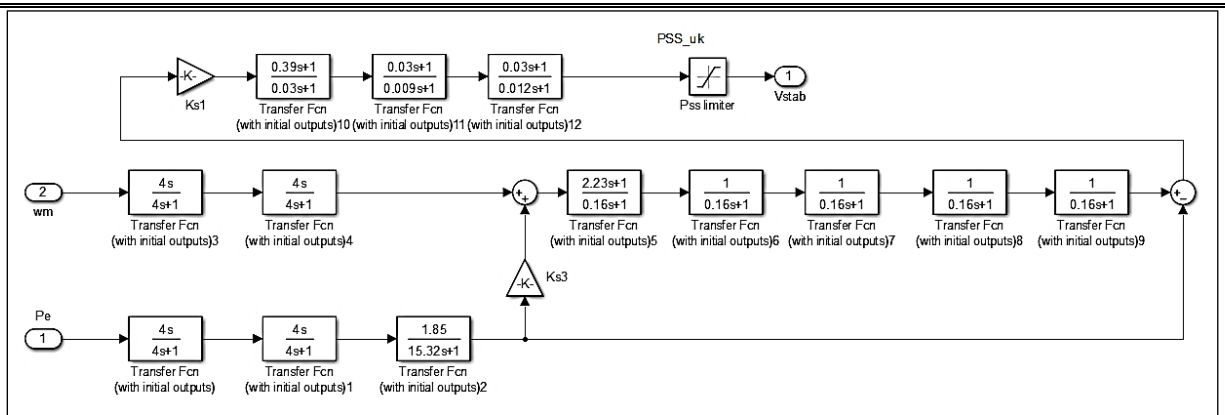 PSS_uk
-K-
Ks1
0.39s+1
0.03s+1
Transfer Fcn
(with initial outputs)10
0.03s+1
0.009s+1
Transfer Fcn
(with initial outputs)11
0.03s+1
0.012s+1
Transfer Fcn
(with initial outputs)12
Pss limiter
1
Vstab
2
wm
4s
4s+1
Transfer Fcn
(with initial outputs)3
4s
4s+1
Transfer Fcn
(with initial outputs)4
+
+
2.23s+1
0.16s+1
Transfer Fcn
(with initial outputs)5
1
0.16s+1
Transfer Fcn
(with initial outputs)6
1
0.16s+1
Transfer Fcn
(with initial outputs)7
1
0.16s+1
Transfer Fcn
(with initial outputs)8
1
0.16s+1
Transfer Fcn
(with initial outputs)9
+
−
-K-
Ks3
Pe
1
4s
4s+1
Transfer Fcn
(with initial outputs)
4s
4s+1
Transfer Fcn
(with initial outputs)1
1.85
15.32s+1
Transfer Fcn
(with initial outputs)2